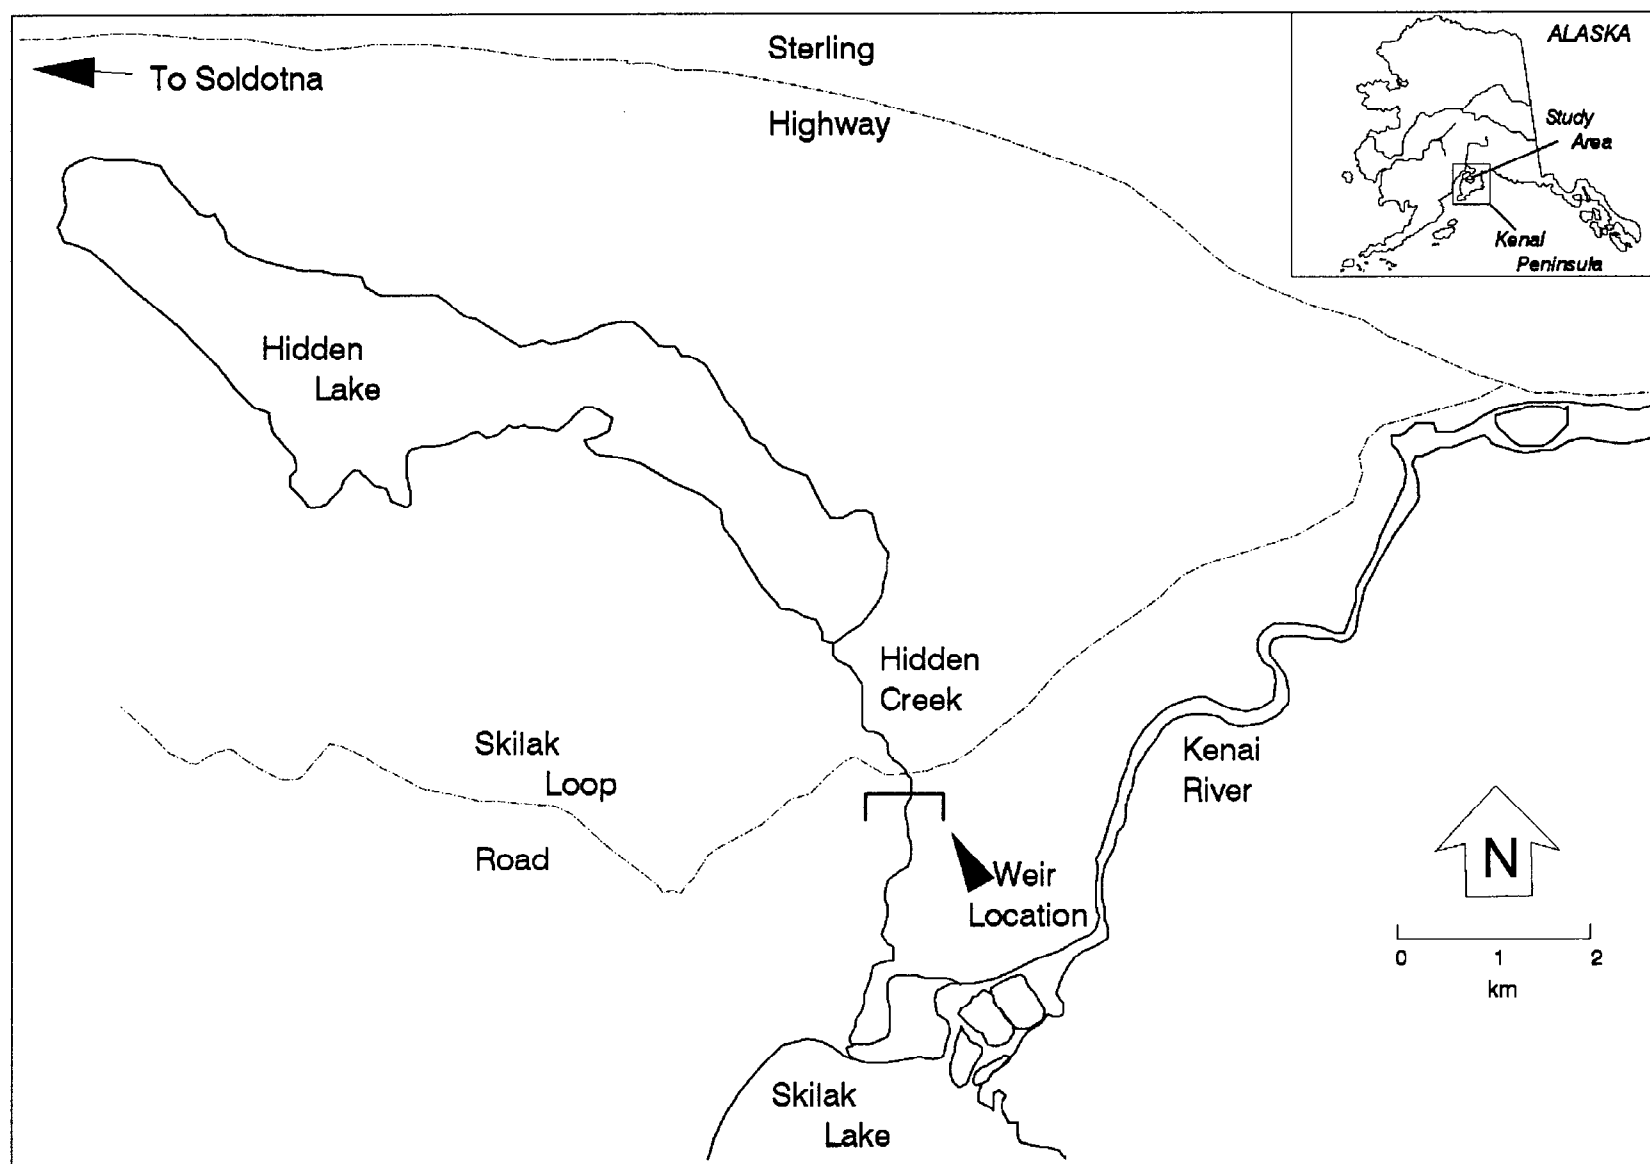 Sterling
Highway
To Soldotna
ALASKA
Study
Area
Kenai
Peninsula
Hidden
Lake
Hidden
Creek
Skilak
Loop
Road
Kenai
River
Weir
Location
N
0 1 2
km
Skilak
Lake